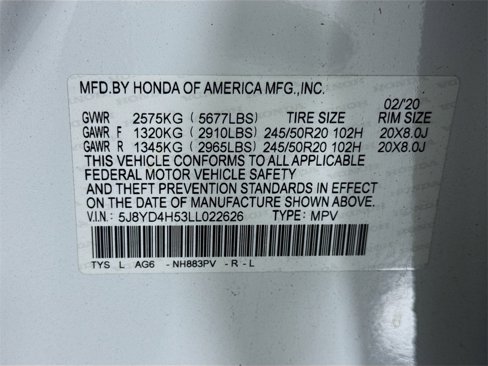 MFD.BY HONDA OF AMERICA MFG.,INC.
02/'20
GVWR 2575KG (5677LBS) TIRE SIZE RIM SIZE
GAWR F 1320KG (2910LBS) 245/50R20 102H 20X8.0J
GAWR R 1345KG (2965LBS) 245/50R20 102H 20X8.0J
THIS VEHICLE CONFORMS TO ALL APPLICABLE
FEDERAL MOTOR VEHICLE SAFETY
AND THEFT PREVENTION STANDARDS IN EFFECT
ON THE DATE OF MANUFACTURE SHOWN ABOVE.
V.I.N.: 5J8YD4H53LL022626 TYPE: MPV
TYS L AG6 - NH883PV - R - L